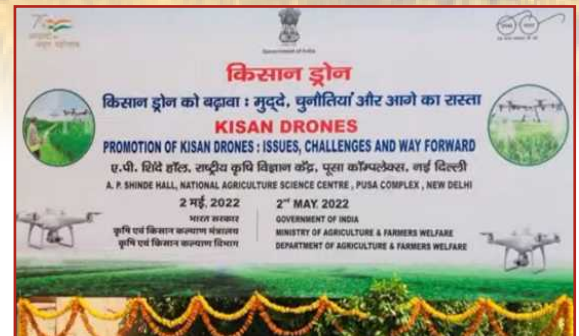 Government of India
किसान ड्रोन
किसान ड्रोन को बढ़ावा : मुद्दे, चुनौतियां और आगे का रास्ता
KISAN DRONES
PROMOTION OF KISAN DRONES : ISSUES, CHALLENGES AND WAY FORWARD
ए.पी. शिंदे हॉल, राष्ट्रीय कृषि विज्ञान केंद्र, पूसा कॉम्पलेक्स, नई दिल्ली
A. P. SHINDE HALL, NATIONAL AGRICULTURE SCIENCE CENTRE , PUSA COMPLEX , NEW DELHI
2 मई, 2022
भारत सरकार
कृषि एवं किसान कल्याण मंत्रालय
कृषि एवं किसान कल्याण विभाग
2nd MAY, 2022
GOVERNMENT OF INDIA
MINISTRY OF AGRICULTURE & FARMERS WELFARE
DEPARTMENT OF AGRICULTURE & FARMERS WELFARE